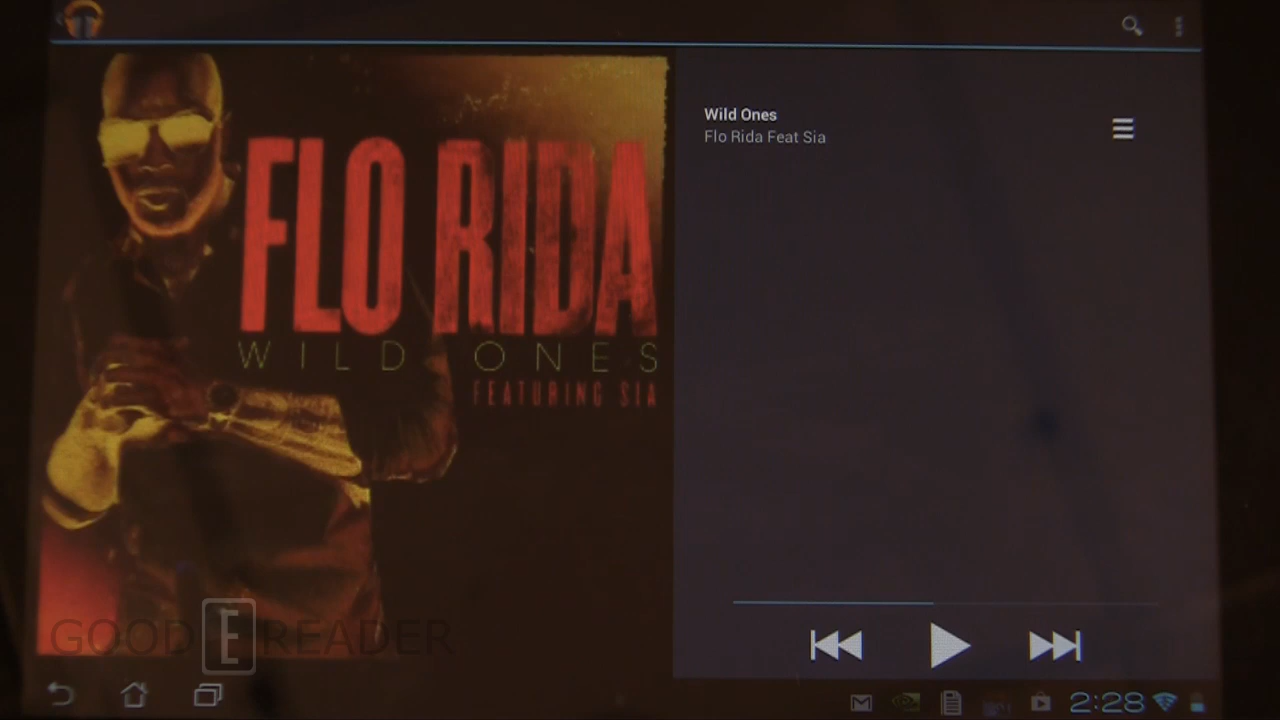 FLO RIDA
WILD ONES
FEATURING SIA
Wild Ones
Flo Rida Feat Sia
GOOD E READER
2:28